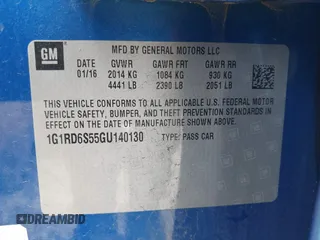 GM
MFD BY GENERAL MOTORS LLC
DATE GVWR GAWR FRT GAWR RR
01/16 2014 KG 1084 KG 930 KG
4441 LB 2390 LB 2051 LB
THIS VEHICLE CONFORMS TO ALL APPLICABLE U.S. FEDERAL MOTOR
VEHICLE SAFETY, BUMPER, AND THEFT PREVENTION STANDARDS IN
EFFECT ON THE DATE OF MANUFACTURE SHOWN ABOVE.
1G1RD6S55GU140130 TYPE: PASS CAR